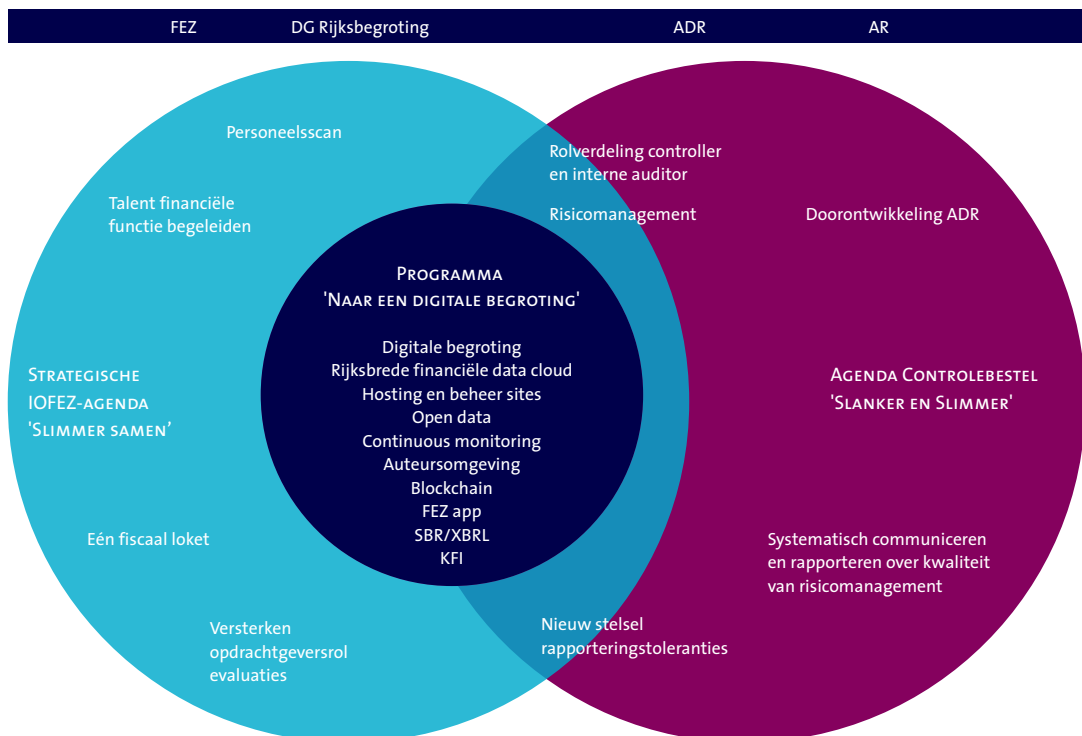 FEZ DG Rijksbegroting ADR AR
Personeelsscan
Talent financiële
functie begeleiden
Strategische
IOFEZ-agenda
'Slimmer samen’
Eén fiscaal loket
Versterken
opdrachtgeversrol
evaluaties
Programma
'Naar een digitale begroting'
Digitale begroting
Rijksbrede financiële data cloud
Hosting en beheer sites
Open data
Continuous monitoring
Auteursomgeving
Blockchain
FEZ app
SBR/XBRL
KFI
Rolverdeling controller
en interne auditor
Risicomanagement
Nieuw stelsel
rapporteringstoleranties
Doorontwikkeling ADR
Agenda Controlebestel
'Slanker en Slimmer'
Systematisch communiceren
en rapporteren over kwaliteit
van risicomanagement